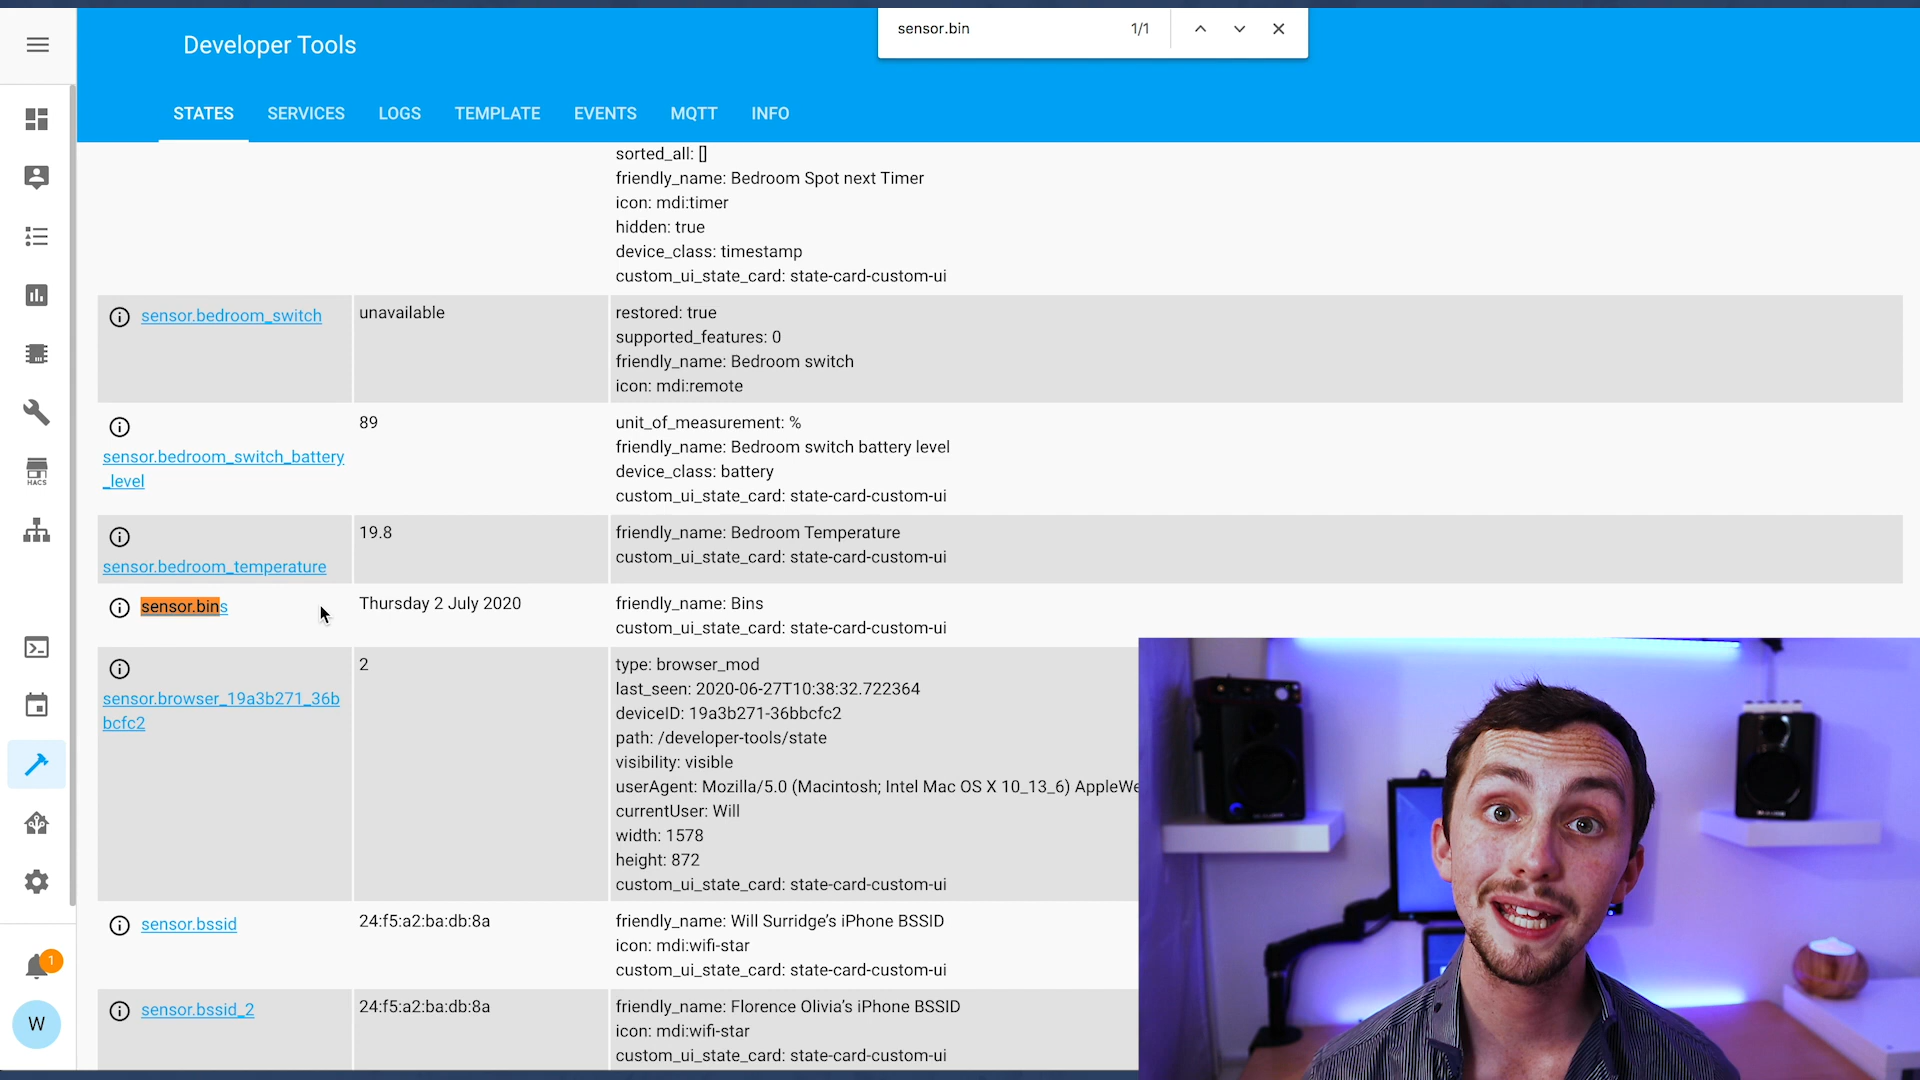 sensor.bin 1/1
Developer Tools
STATES SERVICES LOGS TEMPLATE EVENTS MQTT INFO
sorted_all: []
friendly_name: Bedroom Spot next Timer
icon: mdi:timer
hidden: true
device_class: timestamp
custom_ui_state_card: state-card-custom-ui
sensor.bedroom_switch
unavailable
restored: true
supported_features: 0
friendly_name: Bedroom switch
icon: mdi:remote
sensor.bedroom_switch_battery
_level
89
unit_of_measurement: %
friendly_name: Bedroom switch battery level
device_class: battery
custom_ui_state_card: state-card-custom-ui
sensor.bedroom_temperature
19.8
friendly_name: Bedroom Temperature
custom_ui_state_card: state-card-custom-ui
sensor.bins
Thursday 2 July 2020
friendly_name: Bins
custom_ui_state_card: state-card-custom-ui
sensor.browser_19a3b271_36b
bcfc2
2
type: browser_mod
last_seen: 2020-06-27T10:38:32.722364
deviceID: 19a3b271-36bbcfc2
path: /developer-tools/state
visibility: visible
userAgent: Mozilla/5.0 (Macintosh; Intel Mac OS X 10_13_6) AppleWe
currentUser: Will
width: 1578
height: 872
custom_ui_state_card: state-card-custom-ui
sensor.bssid
24:f5:a2:ba:db:8a
friendly_name: Will Surridge’s iPhone BSSID
icon: mdi:wifi-star
custom_ui_state_card: state-card-custom-ui
sensor.bssid_2
24:f5:a2:ba:db:8a
friendly_name: Florence Olivia’s iPhone BSSID
icon: mdi:wifi-star
custom_ui_state_card: state-card-custom-ui
HACS
1
W